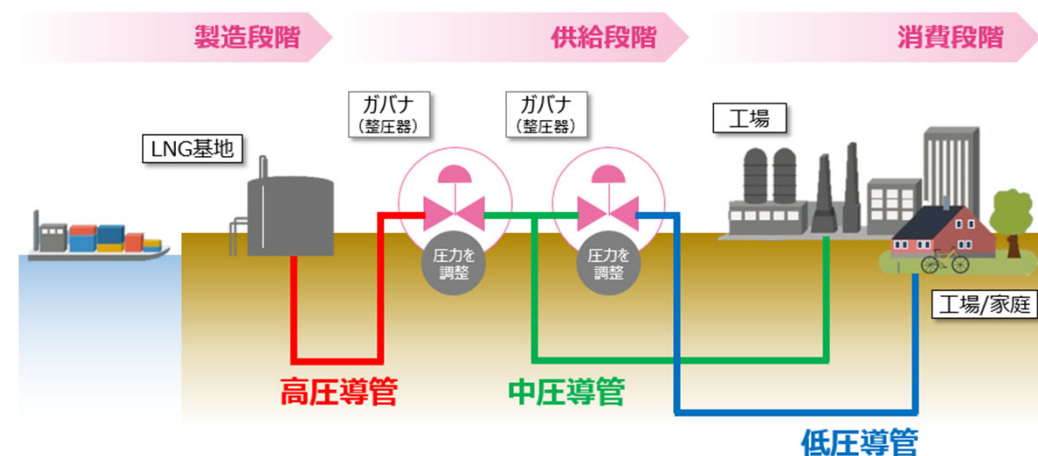 製造段階
供給段階
消費段階
ガバナ
（整圧器）
ガバナ
（整圧器）
工場
LNG基地
圧力を
調整
圧力を
調整
工場/家庭
高圧導管
中圧導管
低圧導管